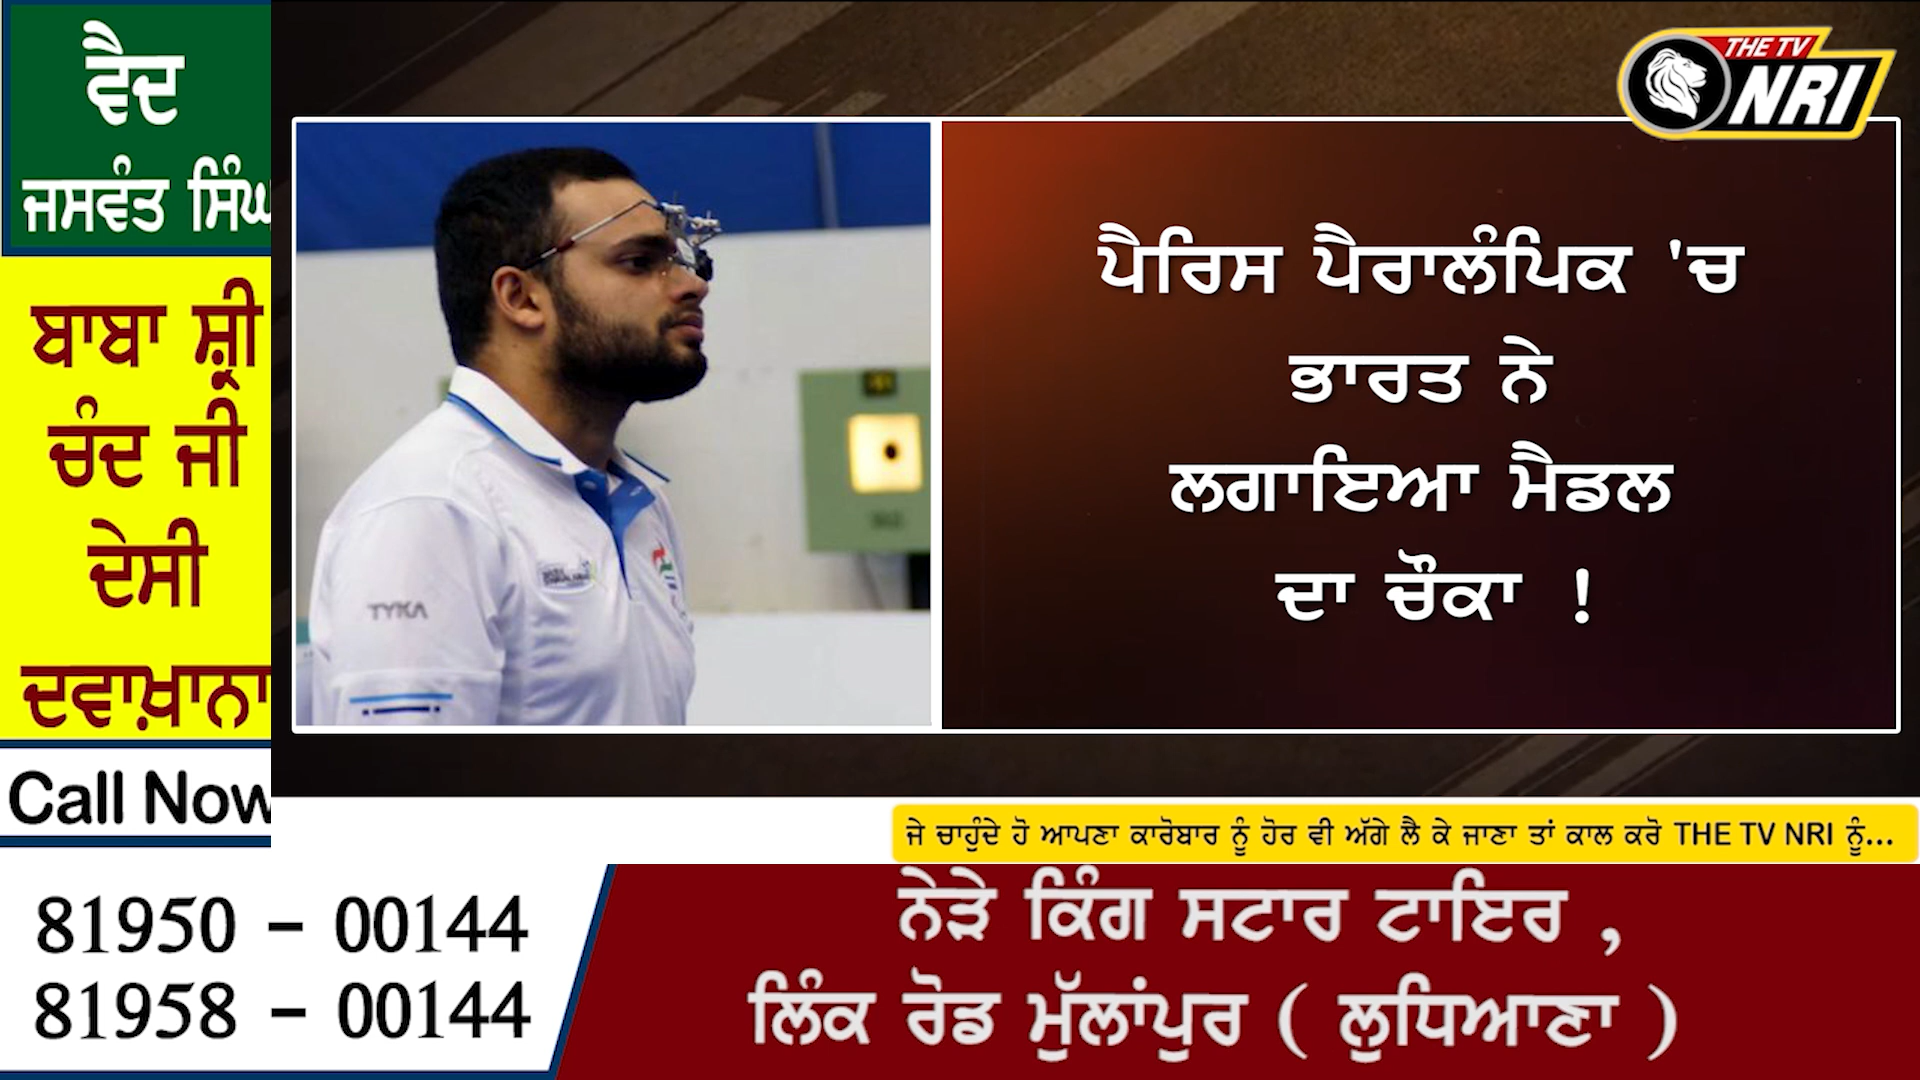 ਵੈਦ
ਜਸਵੰਤ ਸਿੰਘ
ਬਾਬਾ ਸ਼੍ਰੀ
ਚੰਦ ਜੀ
ਦੇਸੀ
ਦਵਾਖ਼ਾਨਾ
Call Now
81950 - 00144
81958 - 00144
THE TV
NRI
ਪੈਰਿਸ ਪੈਰਾਲੰਪਿਕ 'ਚ
ਭਾਰਤ ਨੇ
ਲਗਾਇਆ ਮੈਡਲ
ਦਾ ਚੌਕਾ !
TYKA
ਜੇ ਚਾਹੁੰਦੇ ਹੋ ਆਪਣਾ ਕਾਰੋਬਾਰ ਨੂੰ ਹੋਰ ਵੀ ਅੱਗੇ ਲੈ ਕੇ ਜਾਣਾ ਤਾਂ ਕਾਲ ਕਰੋ THE TV NRI ਨੂੰ...
ਨੇੜੇ ਕਿੰਗ ਸਟਾਰ ਟਾਇਰ ,
ਲਿੰਕ ਰੋਡ ਮੁੱਲਾਂਪੁਰ ( ਲੁਧਿਆਣਾ )